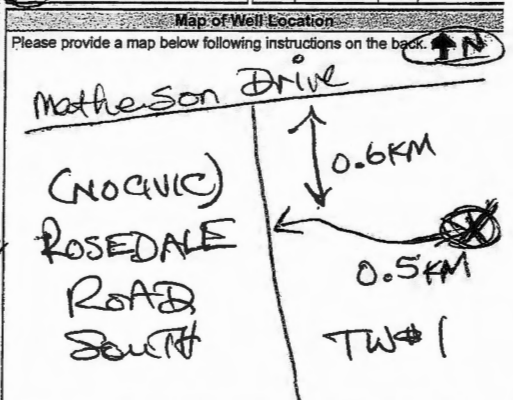 Map of Well Location
Please provide a map below following instructions on the back.
N
Matheson Drive
0.6KM
(NO CIVIC)
ROSEDALE
ROAD
SOUTH
0.5KM
TW#1